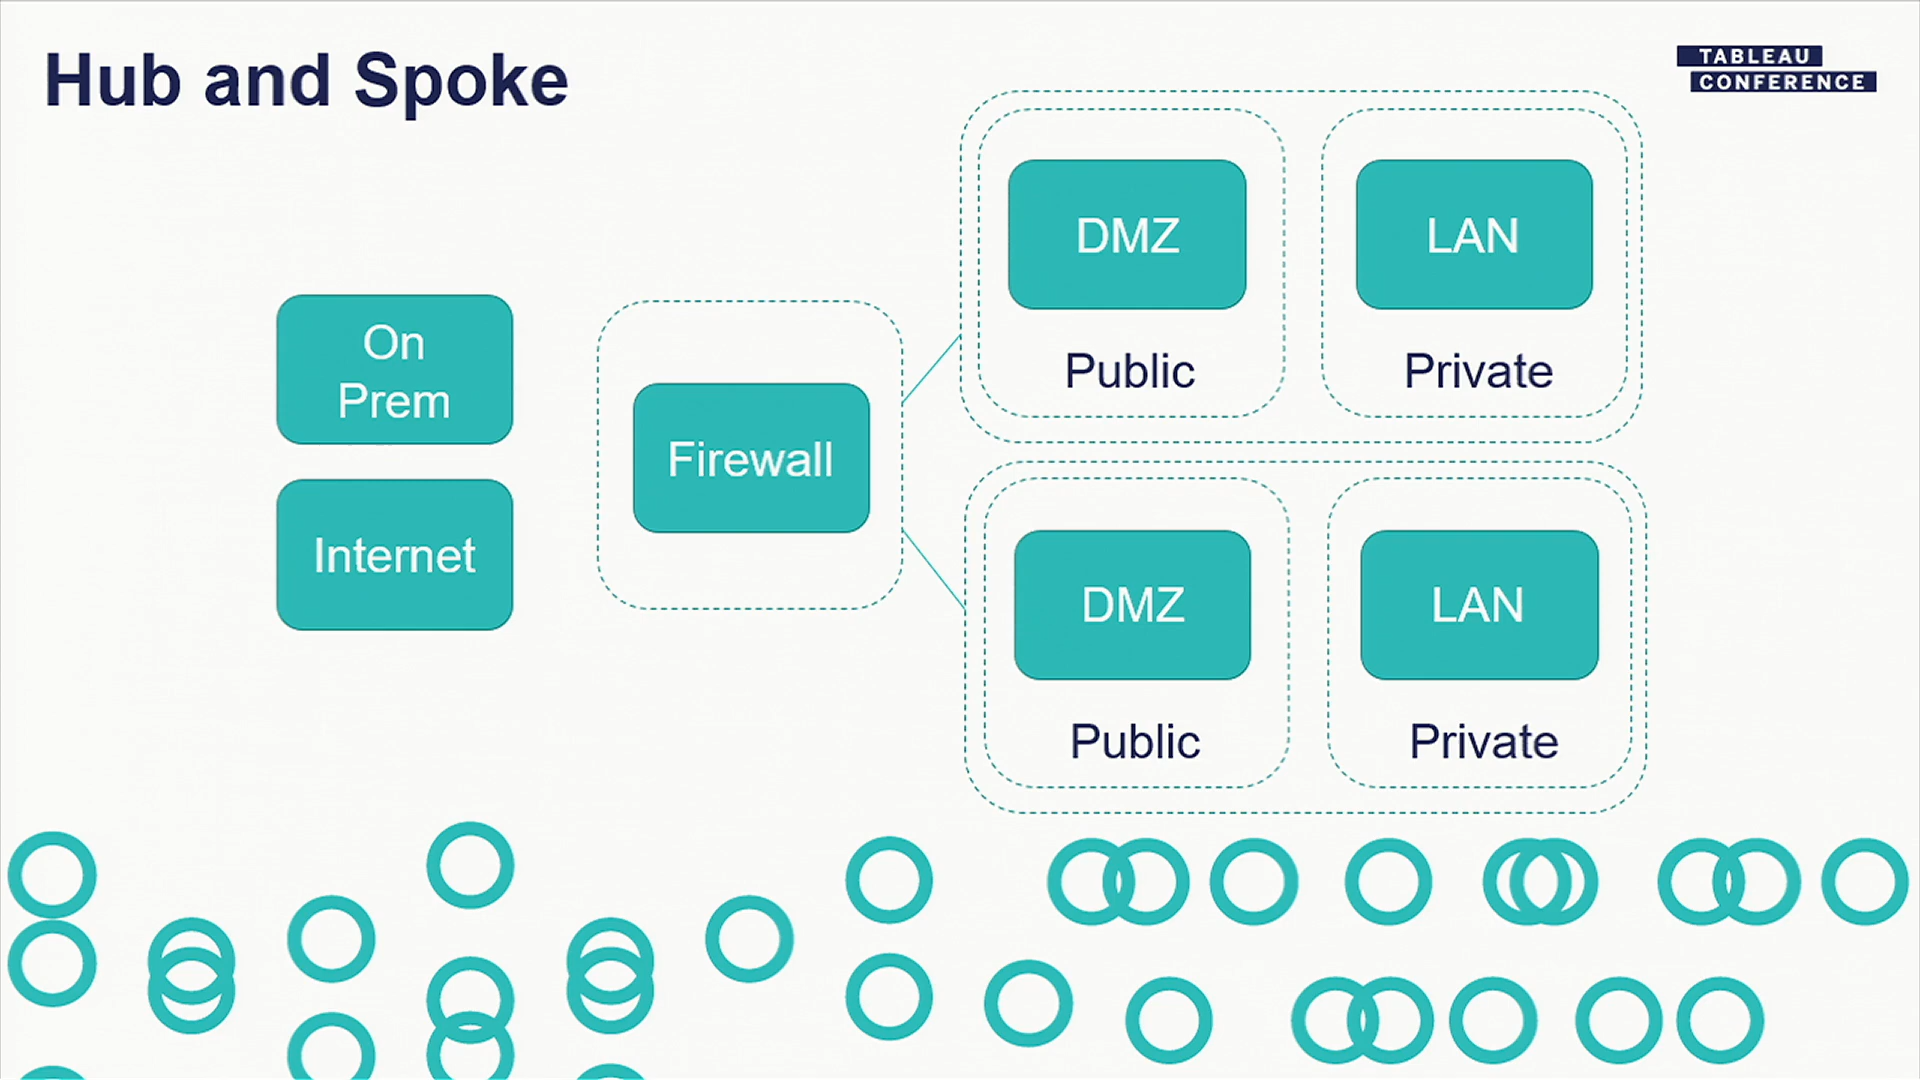 Hub and Spoke
TABLEAU
CONFERENCE
On
Prem
Internet
Firewall
DMZ
Public
LAN
Private
DMZ
Public
LAN
Private